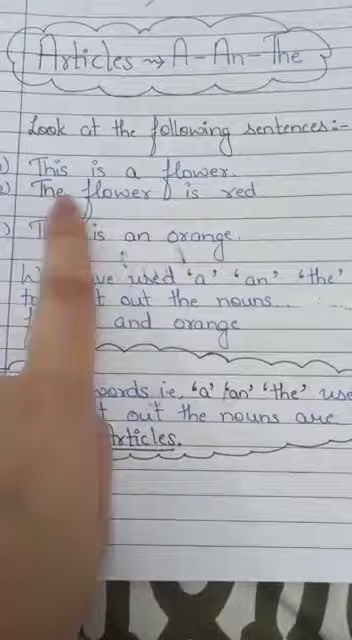 Articles → A - An - The
Look at the following sentences:-
) This is a flower.
) The flower is red
) is an orange.
used 'a' 'an' 'the'
out the nouns
and orange
words ie, 'a' 'an' 'the' use
out the nouns are
Articles.